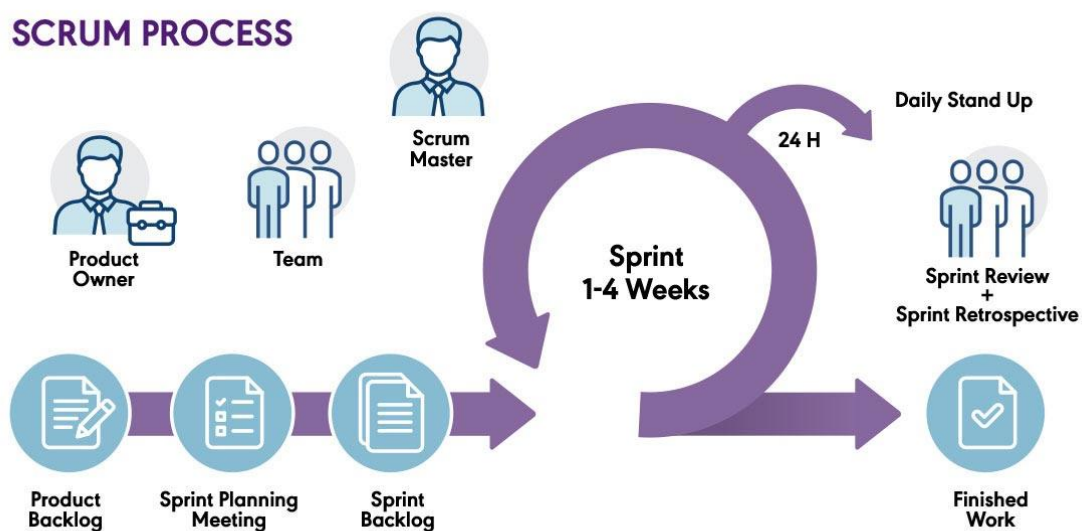 SCRUM PROCESS
Scrum
Master
Product
Owner
Team
Daily Stand Up
24 H
Sprint
1-4 Weeks
Sprint Review
+
Sprint Retrospective
Product
Backlog
Sprint Planning
Meeting
Sprint
Backlog
Finished
Work